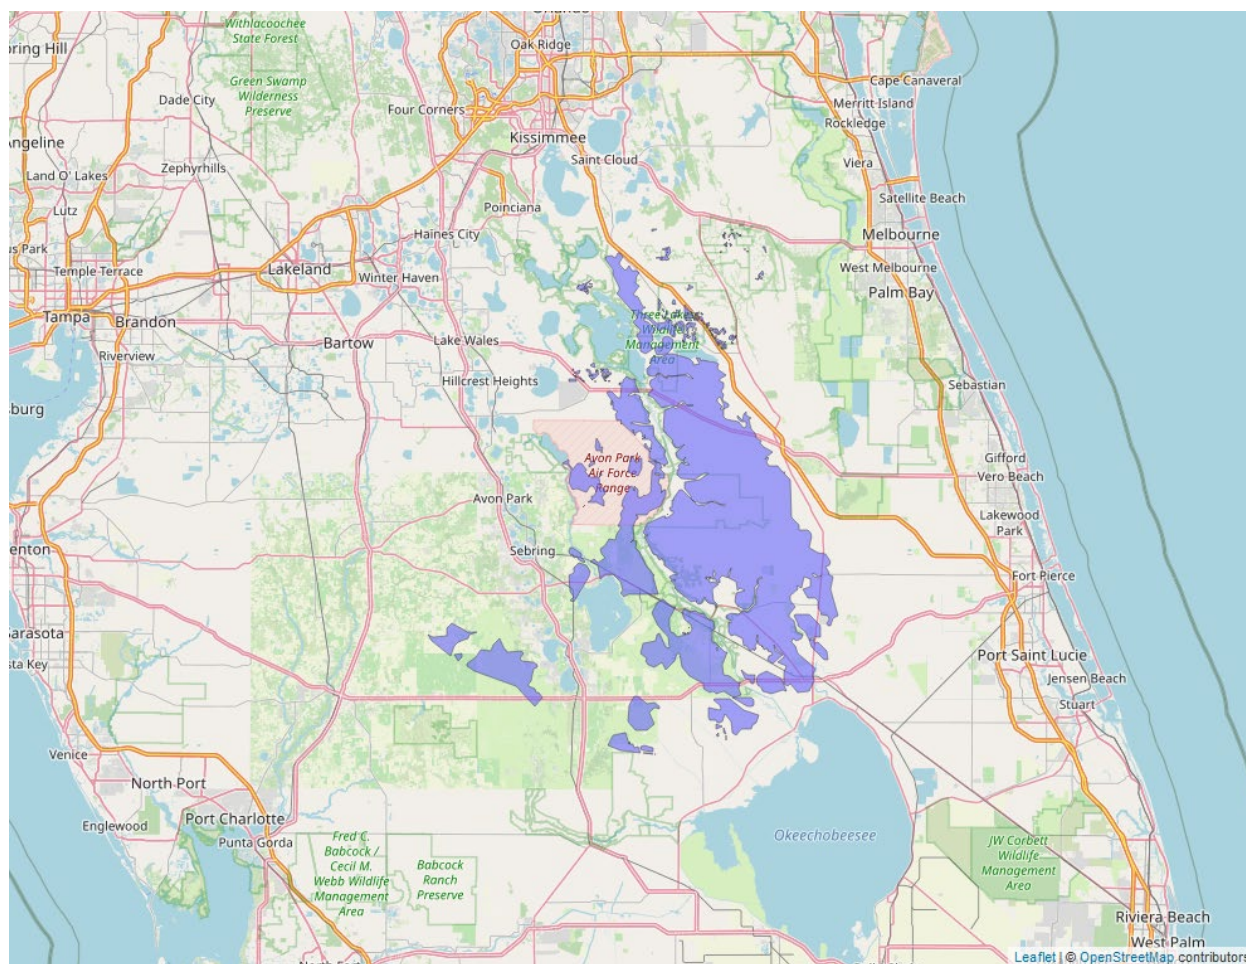 Withlacoochee
State Forest
Oak Ridge
Green Swamp
Wilderness
Preserve
Cape Canaveral
Dade City
Four Corners
Merritt Island
Rockledge
Kissimmee
Saint Cloud
Viera
Zephyrhills
Land O' Lakes
Satellite Beach
Lutz
Poinciana
Haines City
Melbourne
Temple Terrace
Lakeland
Winter Haven
West Melbourne
Palm Bay
Tampa
Brandon
Three Lakes
Wildlife
Management
Area
Bartow
Lake Wales
Riverview
Hillcrest Heights
Sebastian
Avon Park
Air Force
Range
Gifford
Vero Beach
Avon Park
Lakewood
Park
Sebring
Fort Pierce
Port Saint Lucie
Jensen Beach
Stuart
Venice
North Port
Port Charlotte
Englewood
Punta Gorda
Fred C.
Babcock /
Cecil M.
Webb Wildlife
Management
Area
Babcock
Ranch
Preserve
Okeechobeesee
JW Corbett
Wildlife
Management
Area
Riviera Beach
West Palm
Leaflet | © OpenStreetMap contributors